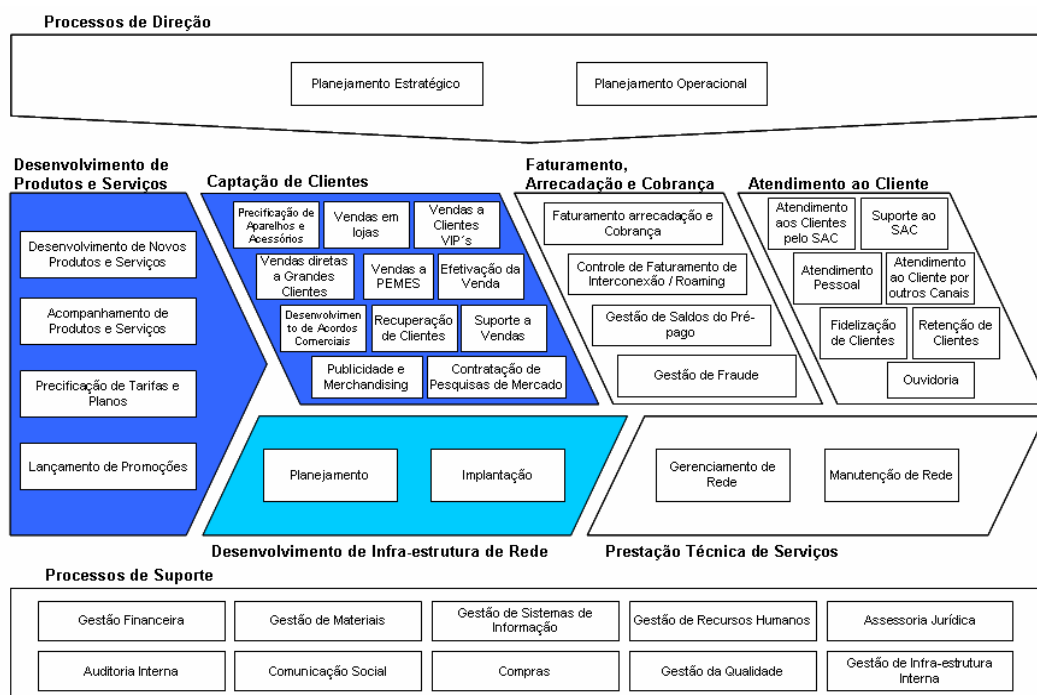 Processos de Direção
Planejamento Estratégico
Planejamento Operacional
Desenvolvimento de
Produtos e Serviços
Desenvolvimento de Novos
Produtos e Serviços
Acompanhamento de
Produtos e Serviços
Precificação de Tarifas e
Planos
Lançamento de Promoções
Captação de Clientes
Precificação de
Aparelhos e
Acessórios
Vendas em
lojas
Vendas a
Clientes
VIP´s
Vendas diretas
a Grandes
Clientes
Vendas a
PEMES
Efetivação da
Venda
Desenvolvimen
to de Acordos
Comerciais
Recuperação
de Clientes
Suporte a
Vendas
Publicidade e
Merchandising
Contratação de
Pesquisas de Mercado
Faturamento,
Arrecadação e Cobrança
Faturamento arrecadação e
Cobrança
Controle de Faturamento de
Interconexão / Roaming
Gestão de Saldos do Pré-
pago
Gestão de Fraude
Atendimento ao Cliente
Atendimento
aos Clientes
pelo SAC
Suporte ao
SAC
Atendimento
Pessoal
Atendimento
ao Cliente por
outros Canais
Fidelização
de Clientes
Retenção de
Clientes
Ouvidoria
Planejamento
Implantação
Desenvolvimento de Infra-estrutura de Rede
Gerenciamento de
Rede
Manutenção de Rede
Prestação Técnica de Serviços
Processos de Suporte
Gestão Financeira
Gestão de Materiais
Gestão de Sistemas de
Informação
Gestão de Recursos Humanos
Assessoria Jurídica
Auditoria Interna
Comunicação Social
Compras
Gestão da Qualidade
Gestão de Infra-estrutura
Interna